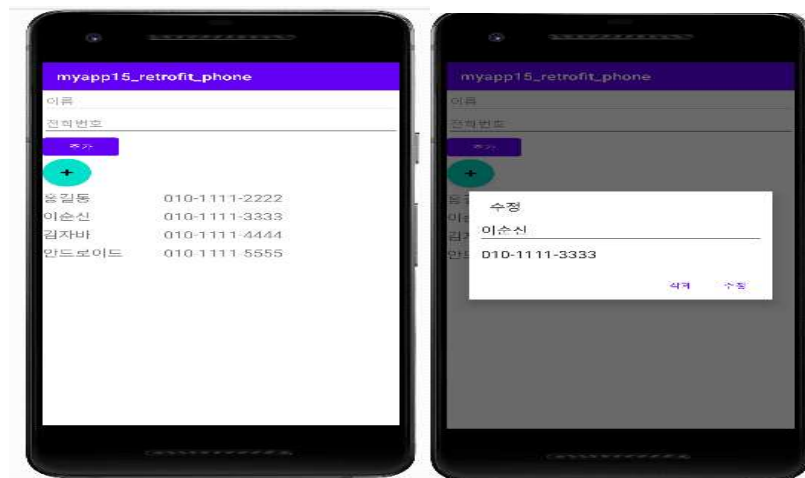 myapp15_retrofit_phone
이름
전화번호
추가
+
홍길동 010-1111-2222
이순신 010-1111-3333
김자바 010-1111-4444
안드로이드 010-1111-5555
myapp15_retrofit_phone
이름
전화번호
추가
+
수정
이순신
010-1111-3333
삭제 수정